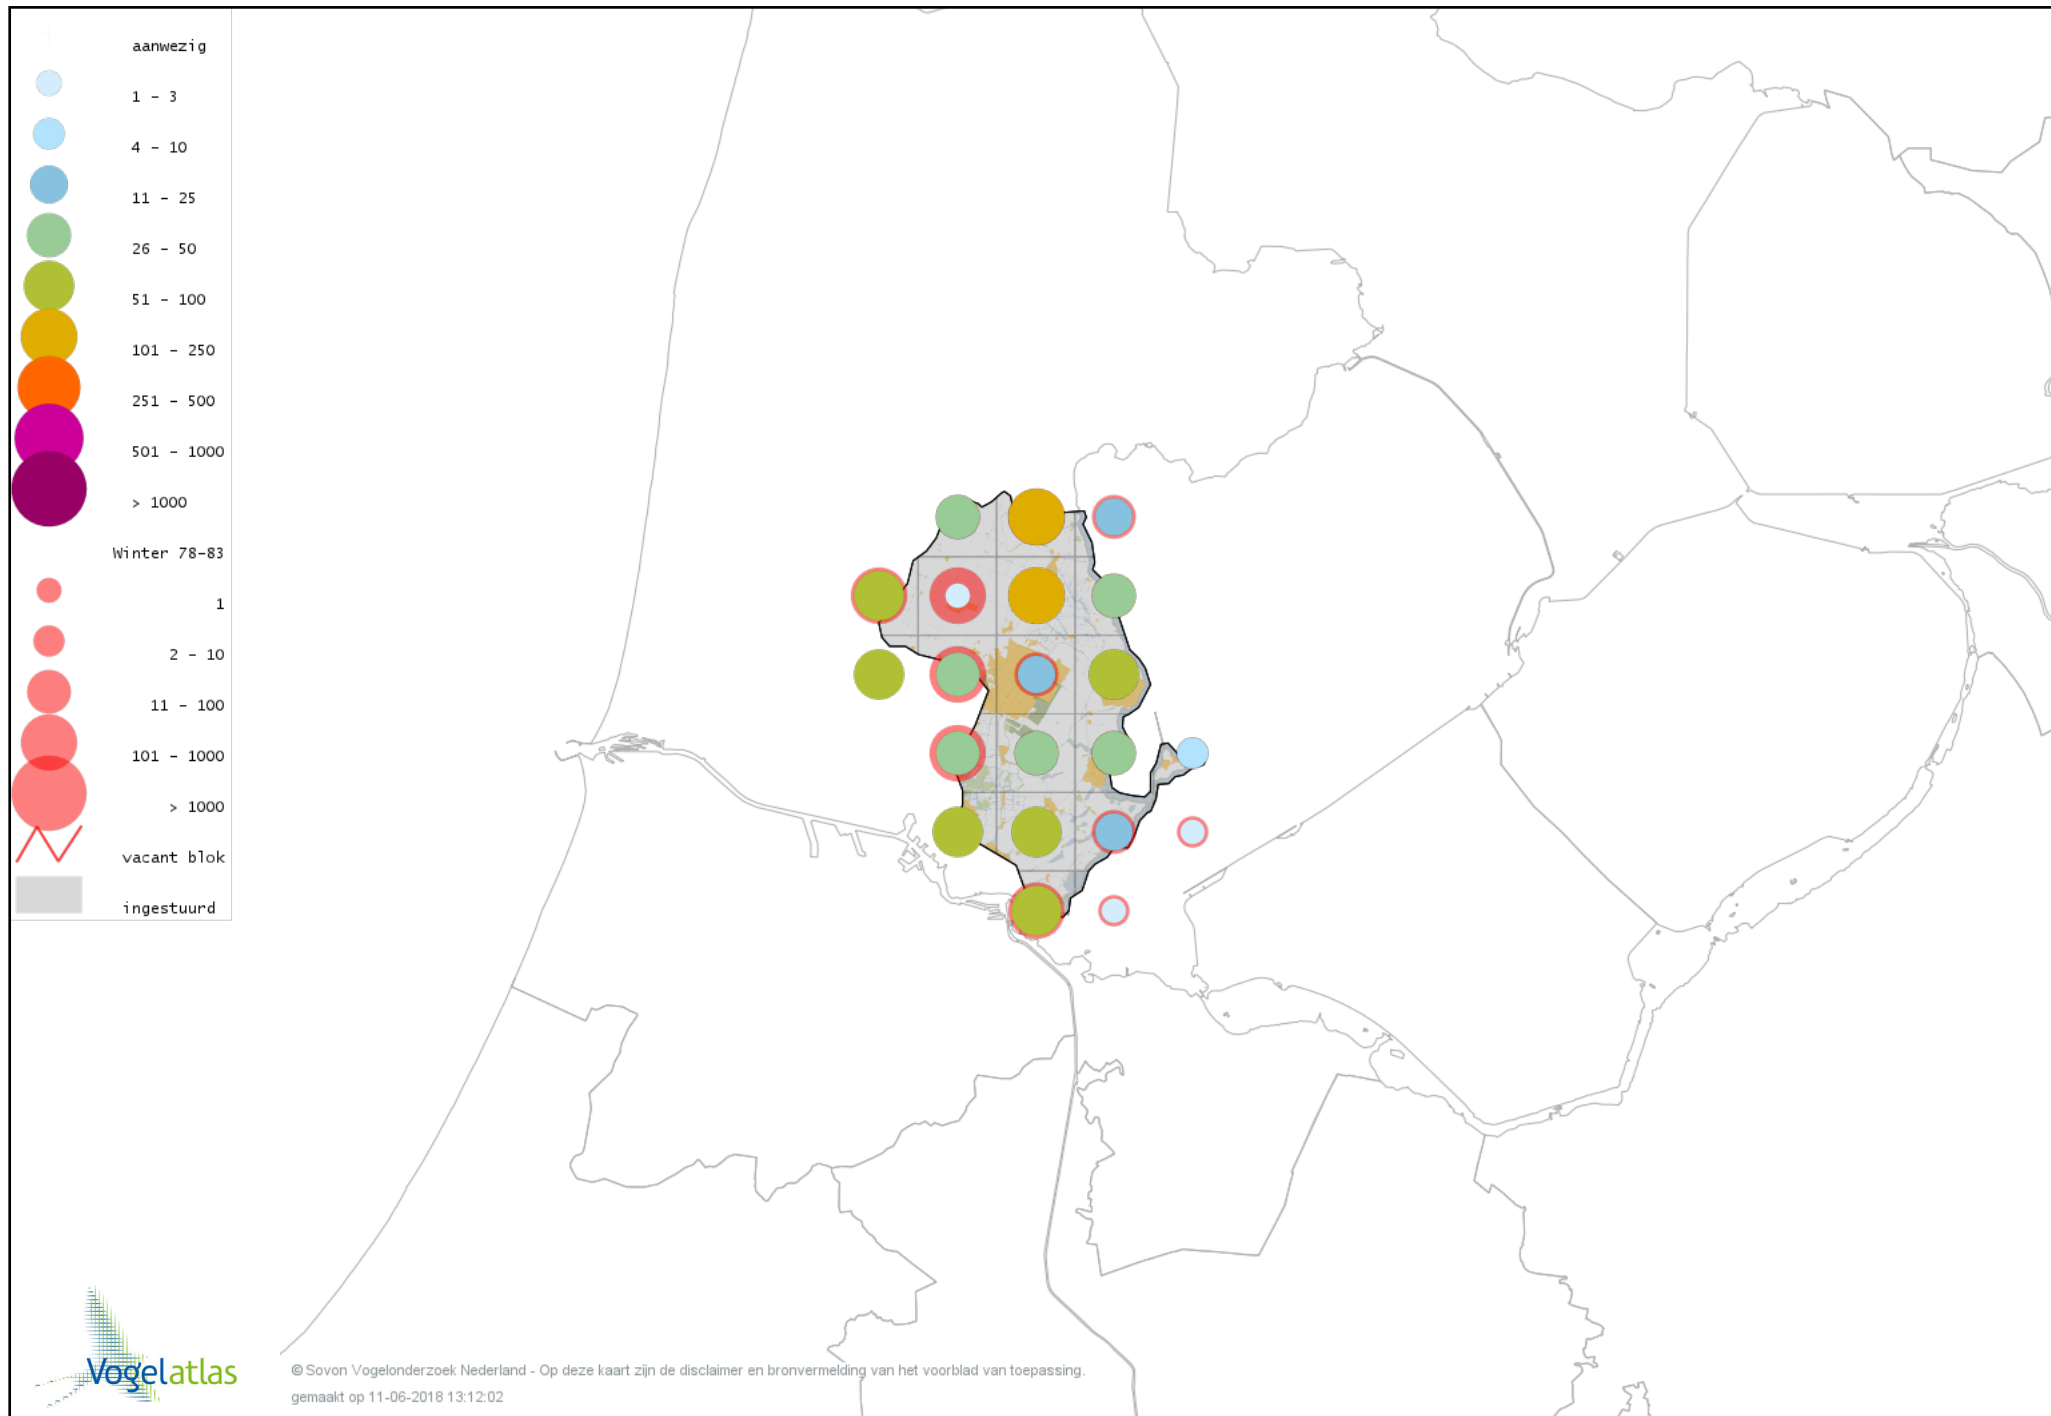 aanwezig
1 - 3
4 - 10
11 - 25
26 - 50
51 - 100
101 - 250
251 - 500
501 - 1000
> 1000
Winter 78-83
1
2 - 10
11 - 100
101 - 1000
> 1000
vacant blok
ingestuurd
Vogelatlas
© Sovon Vogelonderzoek Nederland - Op deze kaart zijn de disclaimer en bronvermelding van het voorblad van toepassing.
gemaakt op 11-06-2018 13:12:02